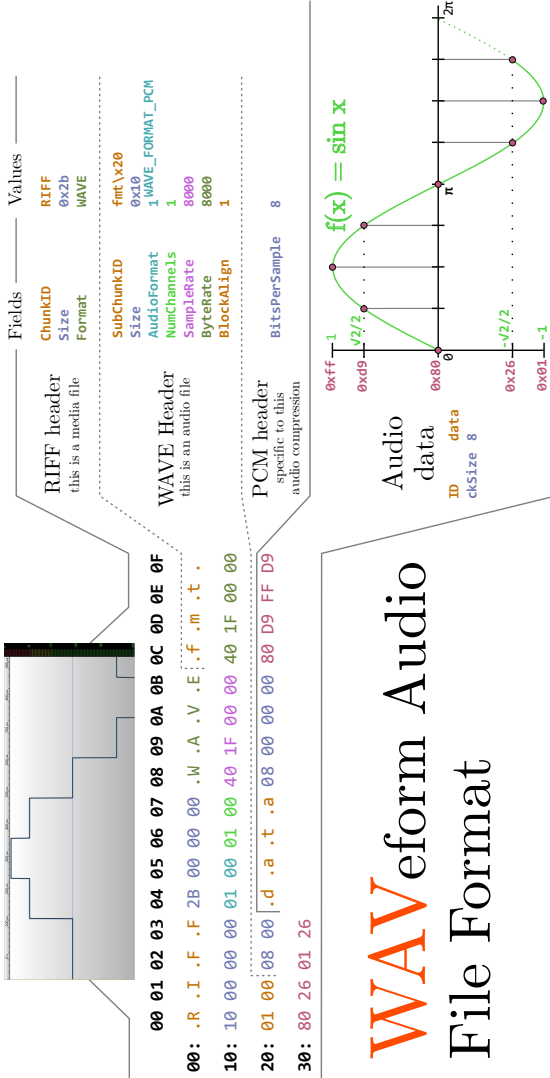 00 01 02 03 04 05 06 07 08 09 0A 0B 0C 0D 0E 0F
00: .R .I .F .F 2B 00 00 00 .W .A .V .E .f .m .t .
10: 10 00 00 00 01 00 01 00 40 1F 00 00 40 1F 00 00
20: 01 00 08 00 .d .a .t .a 08 00 00 00 80 D9 FF D9
30: 80 26 01 26
Fields Values
RIFF header
this is a media file
ChunkID RIFF
Size 0x2b
Format WAVE
WAVE Header
this is an audio file
SubChunkID fmt\x20
Size 0x10
AudioFormat 1 WAVE_FORMAT_PCM
NumChannels 1
SampleRate 8000
ByteRate 8000
BlockAlign 1
PCM header
specific to this
audio compression
BitsPerSample 8
Audio
data
ID data
ckSize 8
f(x) = sin x
0xff 1
0xd9 √2/2
0x80 0 π 2π
0x26 -√2/2
0x01 -1
WAVeform Audio
File Format